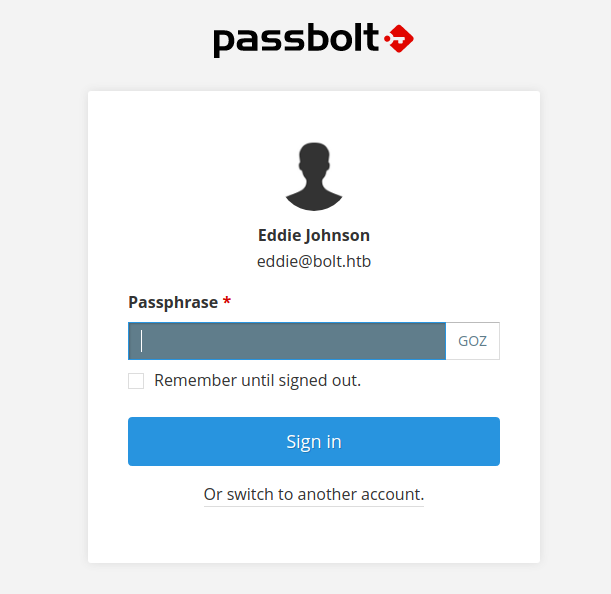 passbolt
Eddie Johnson
eddie@bolt.htb
Passphrase *
GOZ
Remember until signed out.
Sign in
Or switch to another account.